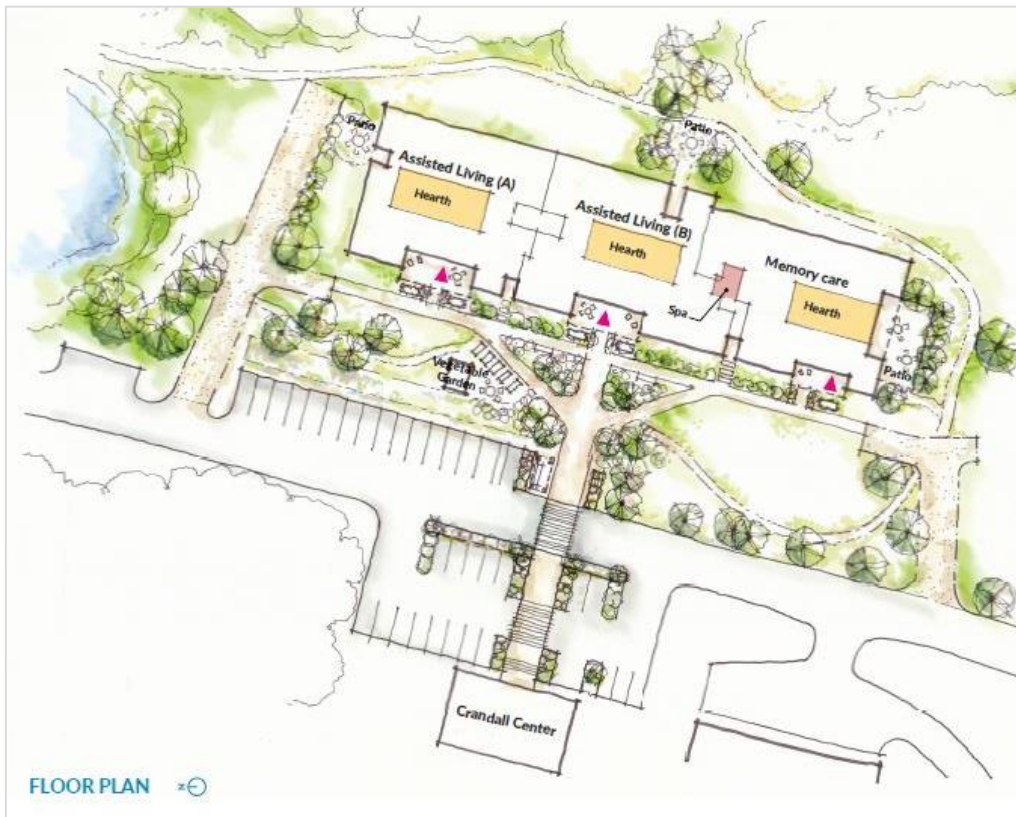 Patio
Patio
Assisted Living (A)
Hearth
Assisted Living (B)
Hearth
Memory care
Hearth
Spa
Patio
Vegetable
Garden
Crandall Center
FLOOR PLAN
z